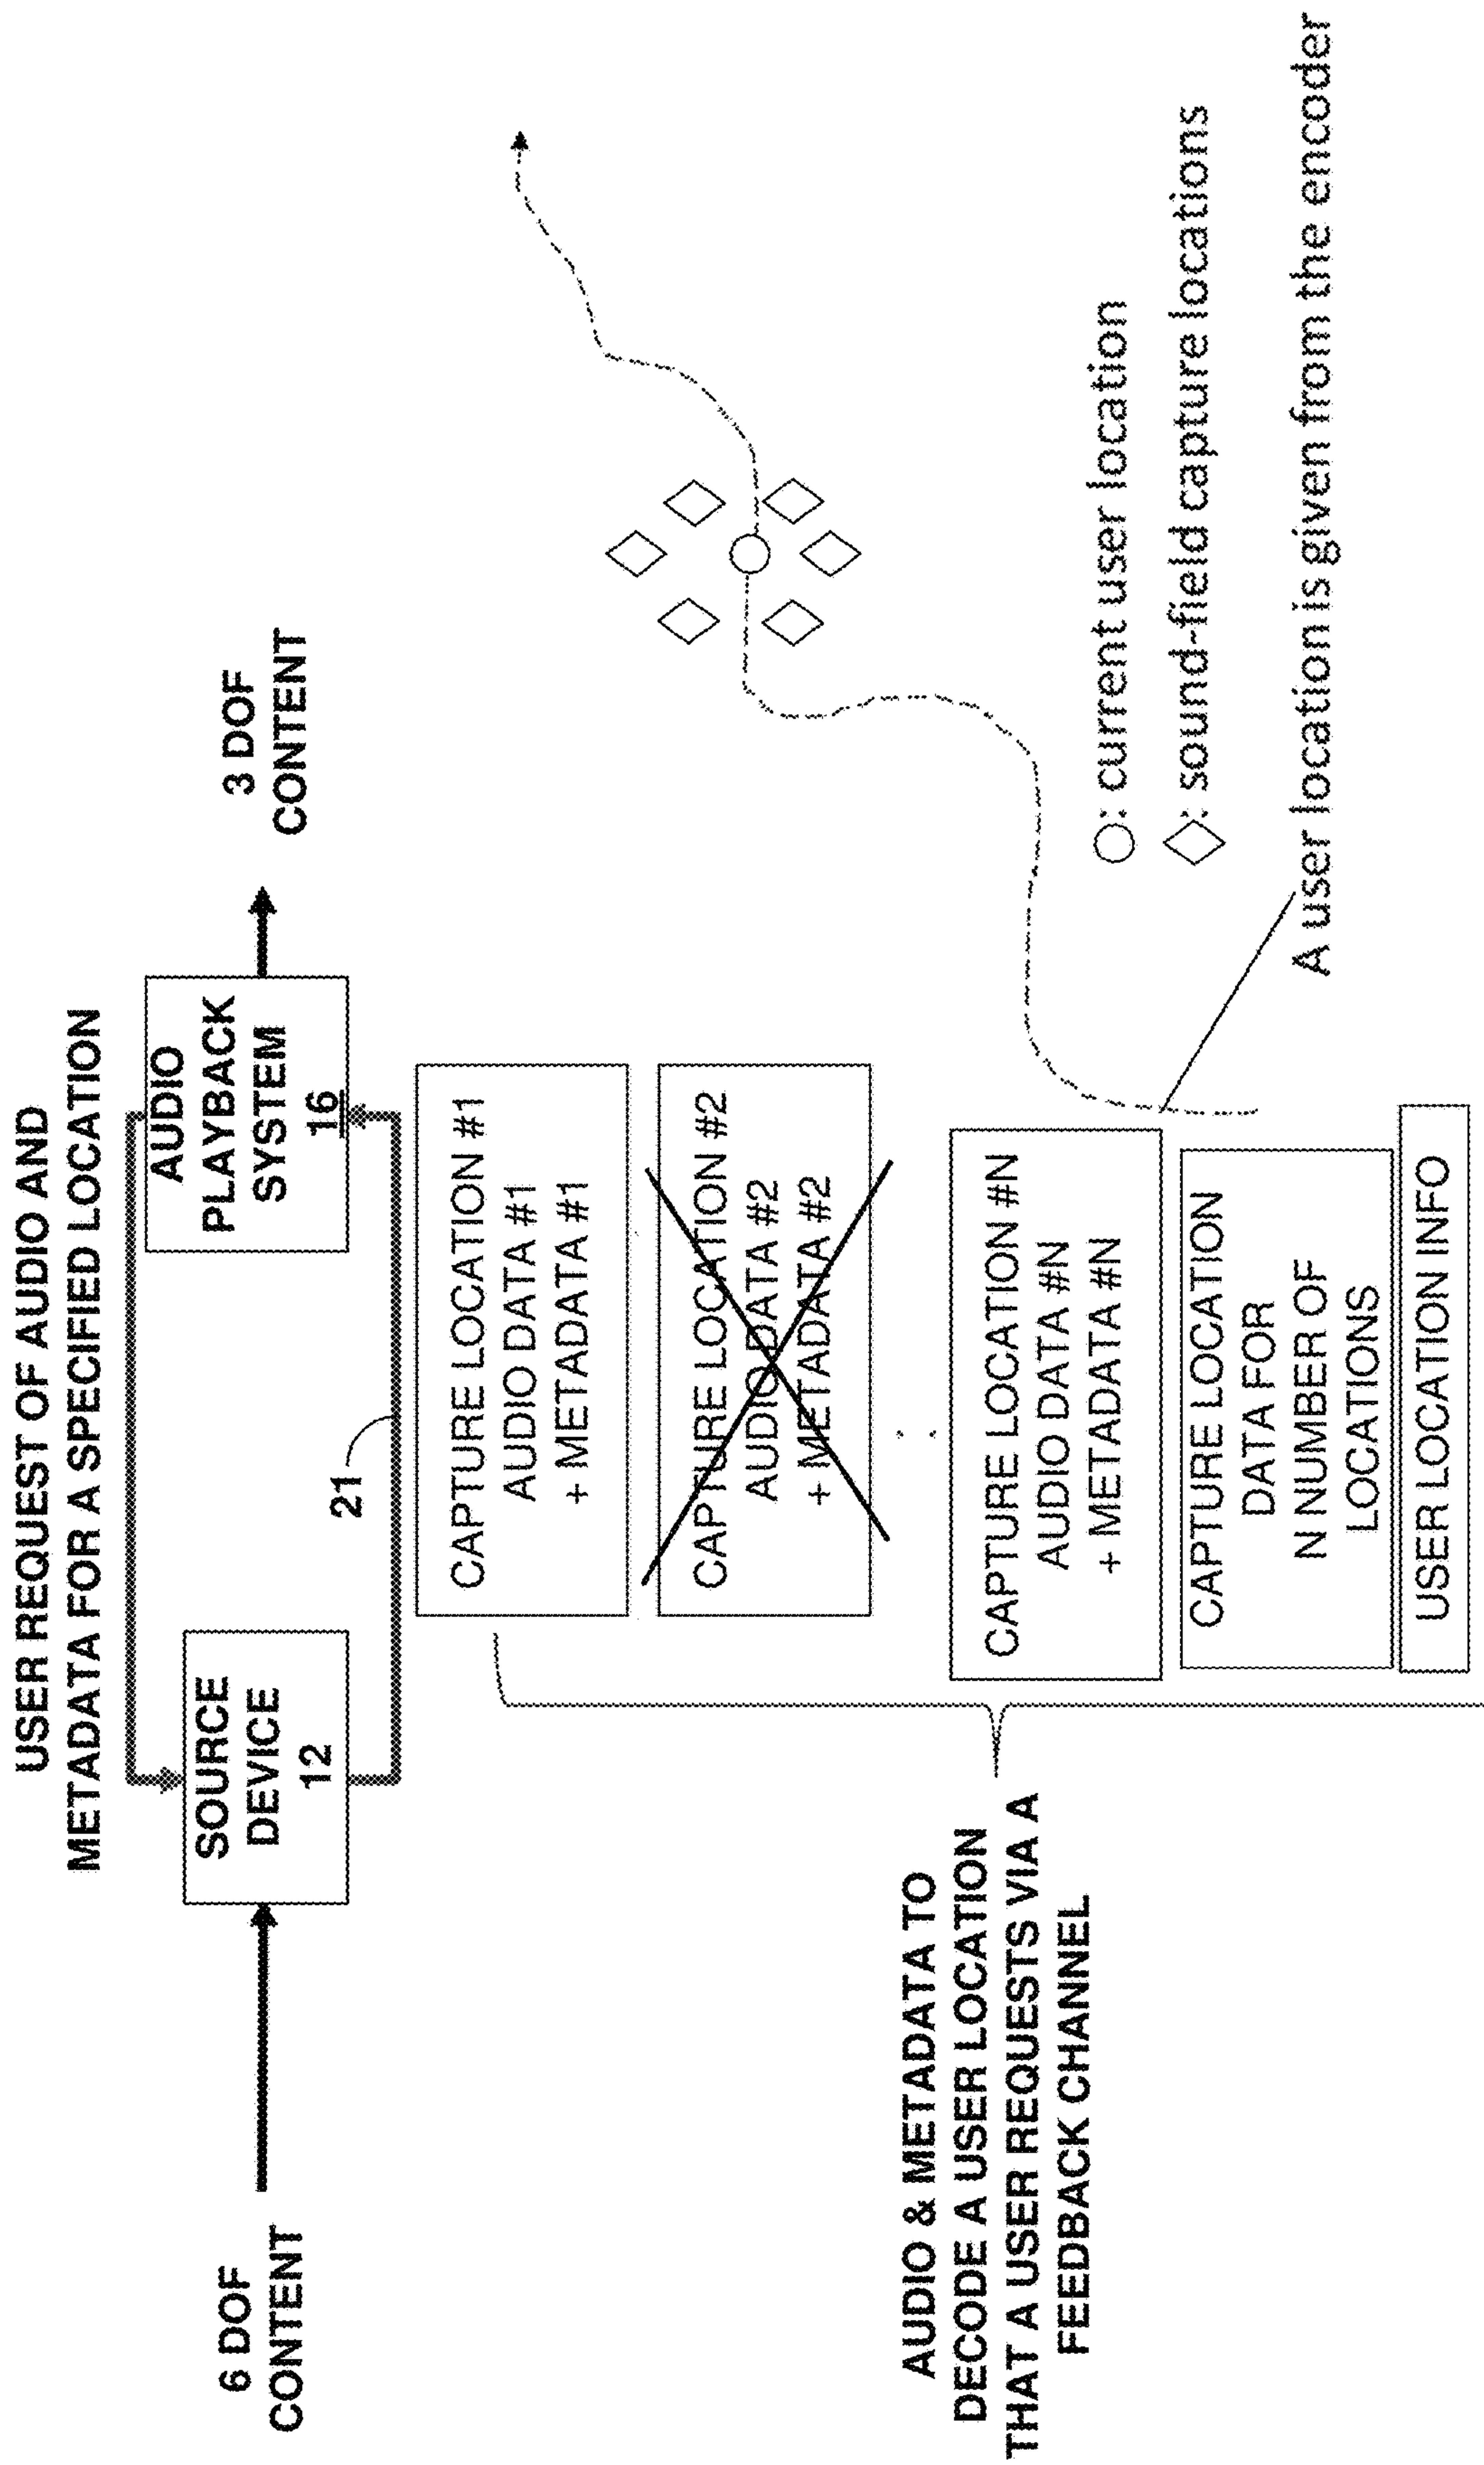 USER REQUEST OF AUDIO AND
METADATA FOR A SPECIFIED LOCATION
6 DOF
CONTENT
SOURCE
DEVICE
12
21
AUDIO
PLAYBACK
SYSTEM
16
3 DOF
CONTENT
CAPTURE LOCATION #1
AUDIO DATA #1
+ METADATA #1
CAPTURE LOCATION #2
AUDIO DATA #2
+ METADATA #2
CAPTURE LOCATION #N
AUDIO DATA #N
+ METADATA #N
CAPTURE LOCATION
DATA FOR
N NUMBER OF
LOCATIONS
USER LOCATION INFO
AUDIO & METADATA TO
DECODE A USER LOCATION
THAT A USER REQUESTS VIA A
FEEDBACK CHANNEL
: current user location
: sound-field capture locations
A user location is given from the encoder